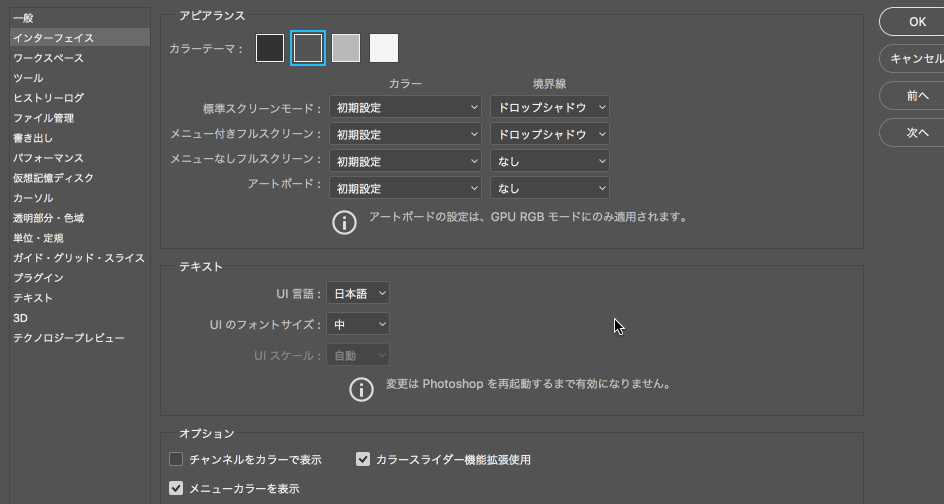 一般
インターフェイス
ワークスペース
ツール
ヒストリーログ
ファイル管理
書き出し
パフォーマンス
仮想記憶ディスク
カーソル
透明部分・色域
単位・定規
ガイド・グリッド・スライス
プラグイン
テキスト
3D
テクノロジープレビュー
アピアランス
カラーテーマ :
カラー 境界線
標準スクリーンモード : 初期設定 ドロップシャドウ
メニュー付きフルスクリーン : 初期設定 ドロップシャドウ
メニューなしフルスクリーン : 初期設定 なし
アートボード : 初期設定 なし
アートボードの設定は、GPU RGB モードにのみ適用されます。
テキスト
UI 言語 : 日本語
UI のフォントサイズ : 中
UI スケール : 自動
変更は Photoshop を再起動するまで有効になりません。
オプション
チャンネルをカラーで表示 カラースライダー機能拡張使用
メニューカラーを表示
OK
キャンセル
前へ
次へ